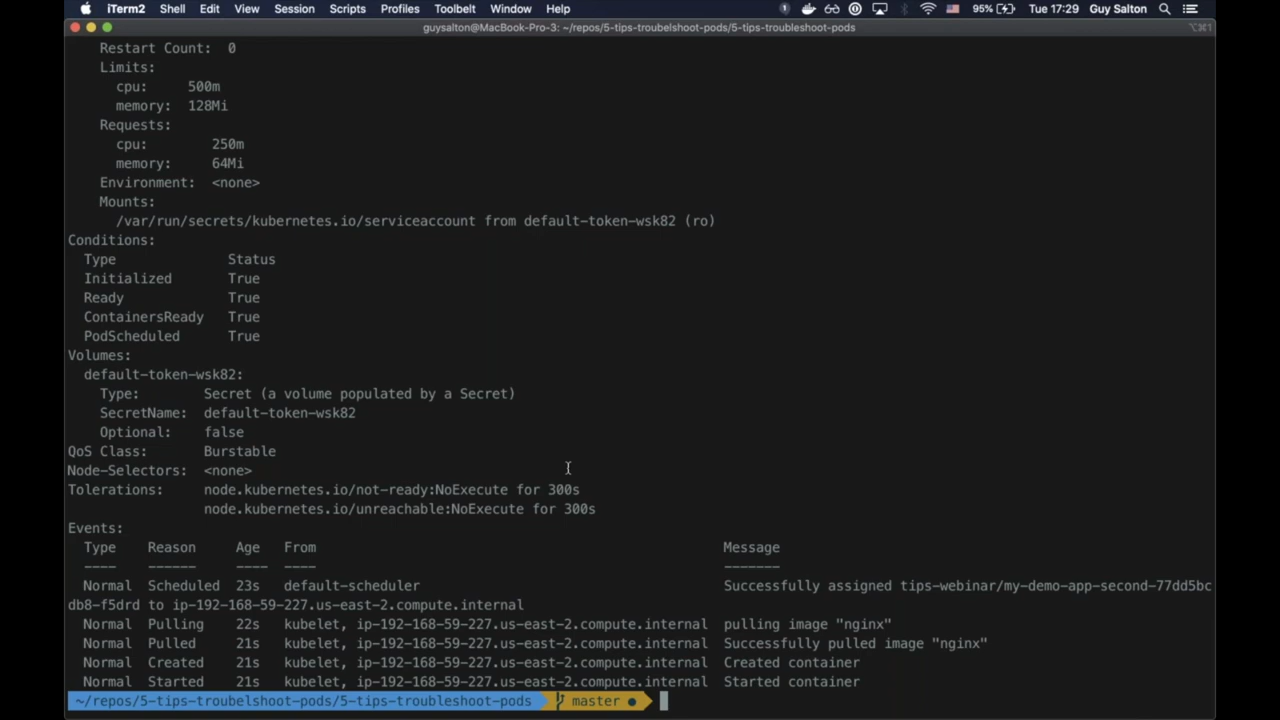 iTerm2 Shell Edit View Session Scripts Profiles Toolbelt Window Help 95% Tue 17:29 Guy Salton
guysalton@MacBook-Pro-3: ~/repos/5-tips-troubelshoot-pods/5-tips-troubleshoot-pods ⌥⌘1
Restart Count: 0
Limits:
cpu: 500m
memory: 128Mi
Requests:
cpu: 250m
memory: 64Mi
Environment: <none>
Mounts:
/var/run/secrets/kubernetes.io/serviceaccount from default-token-wsk82 (ro)
Conditions:
Type Status
Initialized True
Ready True
ContainersReady True
PodScheduled True
Volumes:
default-token-wsk82:
Type: Secret (a volume populated by a Secret)
SecretName: default-token-wsk82
Optional: false
QoS Class: Burstable
Node-Selectors: <none>
Tolerations: node.kubernetes.io/not-ready:NoExecute for 300s
node.kubernetes.io/unreachable:NoExecute for 300s
Events:
Type Reason Age From Message
---- ------ ---- ---- -------
Normal Scheduled 23s default-scheduler Successfully assigned tips-webinar/my-demo-app-second-77dd5bc
db8-f5drd to ip-192-168-59-227.us-east-2.compute.internal
Normal Pulling 22s kubelet, ip-192-168-59-227.us-east-2.compute.internal pulling image "nginx"
Normal Pulled 21s kubelet, ip-192-168-59-227.us-east-2.compute.internal Successfully pulled image "nginx"
Normal Created 21s kubelet, ip-192-168-59-227.us-east-2.compute.internal Created container
Normal Started 21s kubelet, ip-192-168-59-227.us-east-2.compute.internal Started container
~/repos/5-tips-troubelshoot-pods/5-tips-troubleshoot-pods master ●